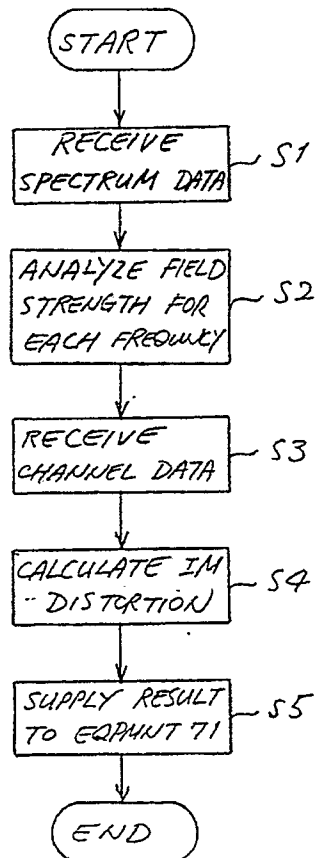 START
RECEIVE
SPECTRUM DATA
S1
ANALYZE FIELD
STRENGTH FOR
EACH FREQUNCY
S2
RECEIVE
CHANNEL DATA
S3
CALCULATE IM
DISTORTION
S4
SUPPLY RESULT
TO EQPMNT 71
S5
END